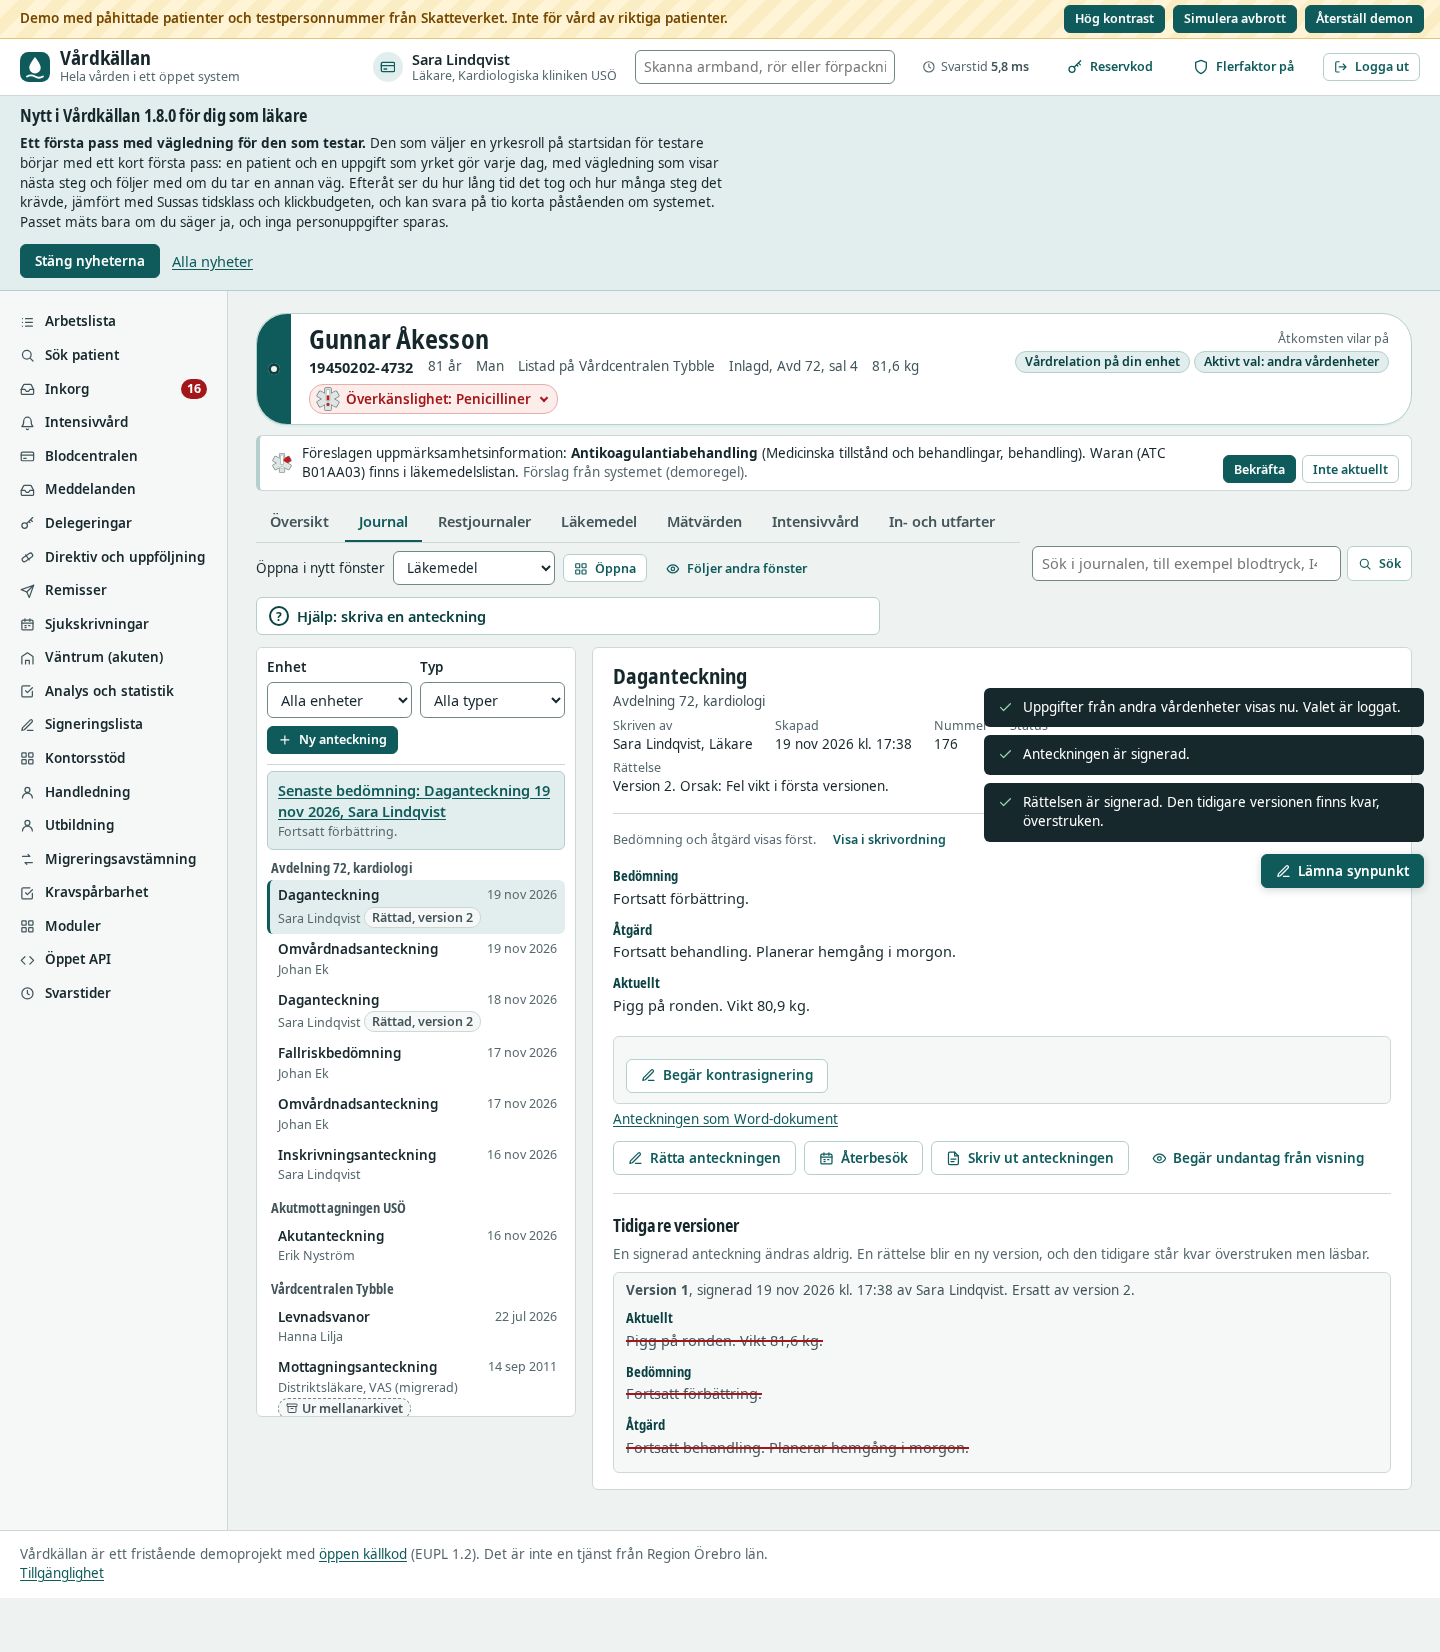 Demo med påhittade patienter och testpersonnummer från Skatteverket. Inte för vård av riktiga patienter.
Hög kontrast
Simulera avbrott
Återställ demon
Vårdkällan
Hela vården i ett öppet system
Sara Lindqvist
Läkare, Kardiologiska kliniken USÖ
Skanna armband, rör eller förpackni
Svarstid 5,8 ms
Reservkod
Flerfaktor på
Logga ut
Nytt i Vårdkällan 1.8.0 för dig som läkare
Ett första pass med vägledning för den som testar. Den som väljer en yrkesroll på startsidan för testare
börjar med ett kort första pass: en patient och en uppgift som yrket gör varje dag, med vägledning som visar
nästa steg och följer med om du tar en annan väg. Efteråt ser du hur lång tid det tog och hur många steg det
krävde, jämfört med Sussas tidsklass och klickbudgeten, och kan svara på tio korta påståenden om systemet.
Passet mäts bara om du säger ja, och inga personuppgifter sparas.
Stäng nyheterna
Alla nyheter
Arbetslista
Sök patient
Inkorg
16
Intensivvård
Blodcentralen
Meddelanden
Delegeringar
Direktiv och uppföljning
Remisser
Sjukskrivningar
Väntrum (akuten)
Analys och statistik
Signeringslista
Kontorsstöd
Handledning
Utbildning
Migreringsavstämning
Kravspårbarhet
Moduler
Öppet API
Svarstider
Gunnar Åkesson
19450202-4732 81 år Man Listad på Vårdcentralen Tybble Inlagd, Avd 72, sal 4 81,6 kg
Överkänslighet: Penicilliner
Åtkomsten vilar på
Vårdrelation på din enhet
Aktivt val: andra vårdenheter
Föreslagen uppmärksamhetsinformation: Antikoagulantiabehandling (Medicinska tillstånd och behandlingar, behandling). Waran (ATC
B01AA03) finns i läkemedelslistan. Förslag från systemet (demoregel).
Bekräfta
Inte aktuellt
Översikt
Journal
Restjournaler
Läkemedel
Mätvärden
Intensivvård
In- och utfarter
Öppna i nytt fönster
Läkemedel
Öppna
Följer andra fönster
Sök i journalen, till exempel blodtryck, I4
Sök
? Hjälp: skriva en anteckning
Enhet
Typ
Alla enheter
Alla typer
Ny anteckning
Senaste bedömning: Daganteckning 19
nov 2026, Sara Lindqvist
Fortsatt förbättring.
Avdelning 72, kardiologi
Daganteckning 19 nov 2026
Sara Lindqvist Rättad, version 2
Omvårdnadsanteckning 19 nov 2026
Johan Ek
Daganteckning 18 nov 2026
Sara Lindqvist Rättad, version 2
Fallriskbedömning 17 nov 2026
Johan Ek
Omvårdnadsanteckning 17 nov 2026
Johan Ek
Inskrivningsanteckning 16 nov 2026
Sara Lindqvist
Akutmottagningen USÖ
Akutanteckning 16 nov 2026
Erik Nyström
Vårdcentralen Tybble
Levnadsvanor 22 jul 2026
Hanna Lilja
Mottagningsanteckning 14 sep 2011
Distriktsläkare, VAS (migrerad)
Ur mellanarkivet
Daganteckning
Avdelning 72, kardiologi
Skriven av
Sara Lindqvist, Läkare
Skapad
19 nov 2026 kl. 17:38
Nummer
176
Status
Rättelse
Version 2. Orsak: Fel vikt i första versionen.
Uppgifter från andra vårdenheter visas nu. Valet är loggat.
Anteckningen är signerad.
Rättelsen är signerad. Den tidigare versionen finns kvar,
överstruken.
Lämna synpunkt
Bedömning och åtgärd visas först. Visa i skrivordning
Bedömning
Fortsatt förbättring.
Åtgärd
Fortsatt behandling. Planerar hemgång i morgon.
Aktuellt
Pigg på ronden. Vikt 80,9 kg.
Begär kontrasignering
Anteckningen som Word-dokument
Rätta anteckningen
Återbesök
Skriv ut anteckningen
Begär undantag från visning
Tidigare versioner
En signerad anteckning ändras aldrig. En rättelse blir en ny version, och den tidigare står kvar överstruken men läsbar.
Version 1, signerad 19 nov 2026 kl. 17:38 av Sara Lindqvist. Ersatt av version 2.
Aktuellt
Pigg på ronden. Vikt 81,6 kg.
Bedömning
Fortsatt förbättring.
Åtgärd
Fortsatt behandling. Planerar hemgång i morgon.
Vårdkällan är ett fristående demoprojekt med öppen källkod (EUPL 1.2). Det är inte en tjänst från Region Örebro län.
Tillgänglighet